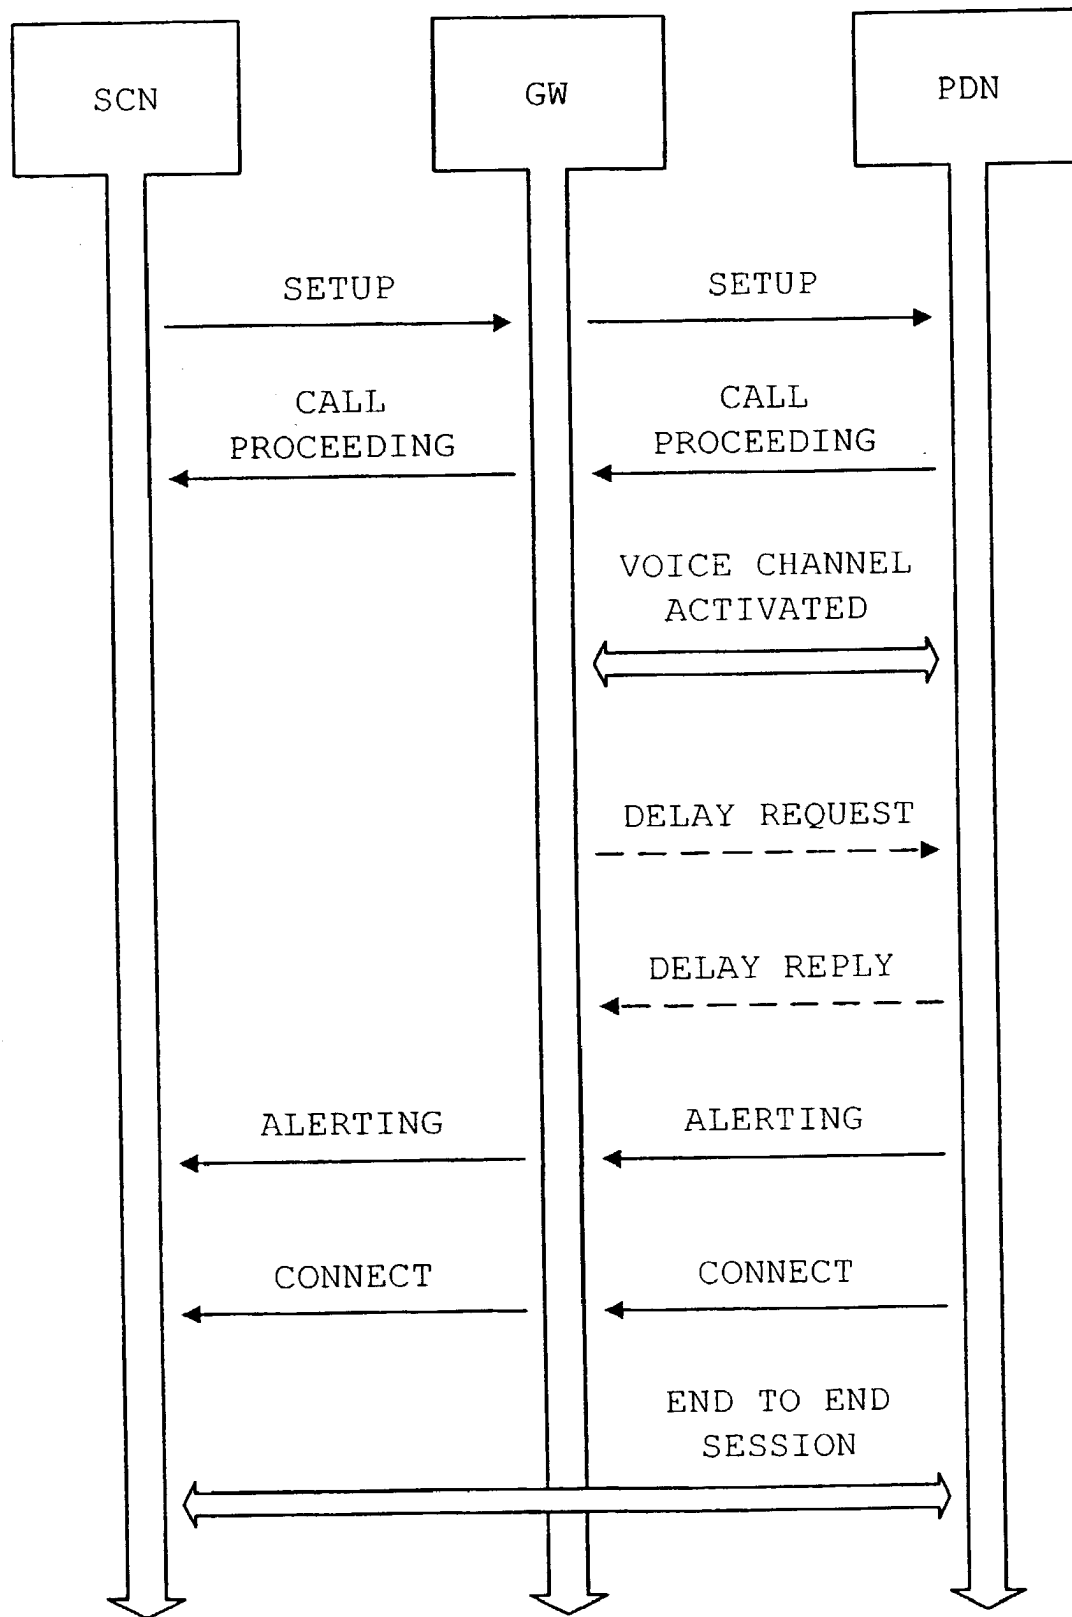 SCN
GW
PDN
SETUP
SETUP
CALL
PROCEEDING
CALL
PROCEEDING
VOICE CHANNEL
ACTIVATED
DELAY REQUEST
DELAY REPLY
ALERTING
ALERTING
CONNECT
CONNECT
END TO END
SESSION